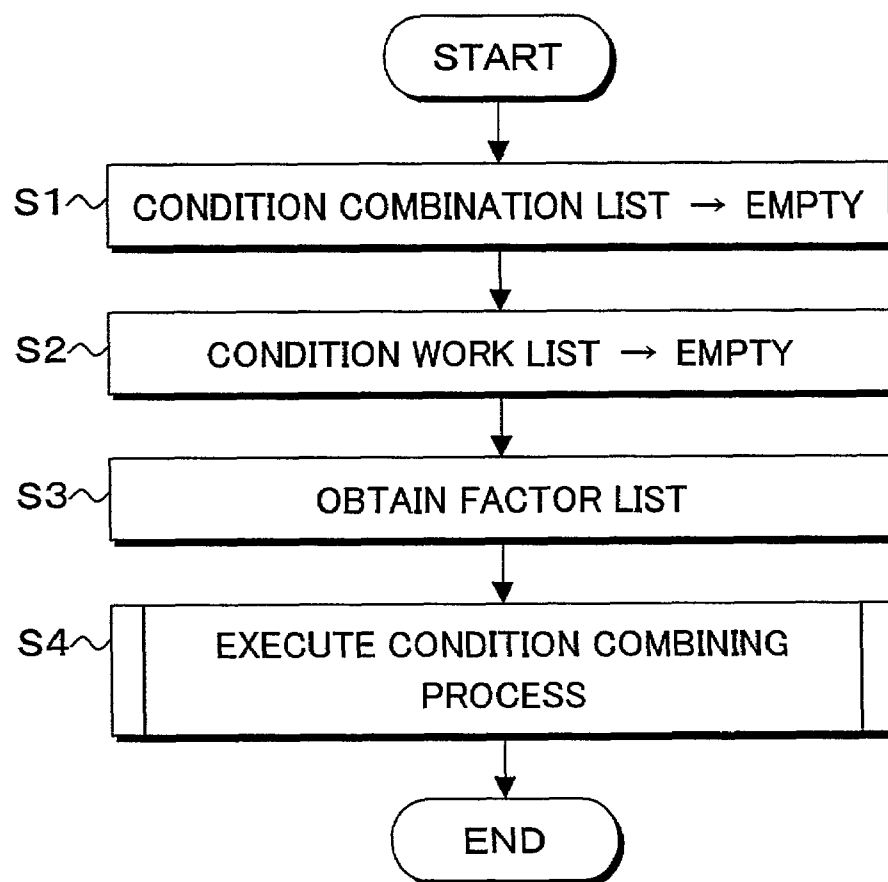 START
S1 CONDITION COMBINATION LIST → EMPTY
S2 CONDITION WORK LIST → EMPTY
S3 OBTAIN FACTOR LIST
S4 EXECUTE CONDITION COMBINING
PROCESS
END